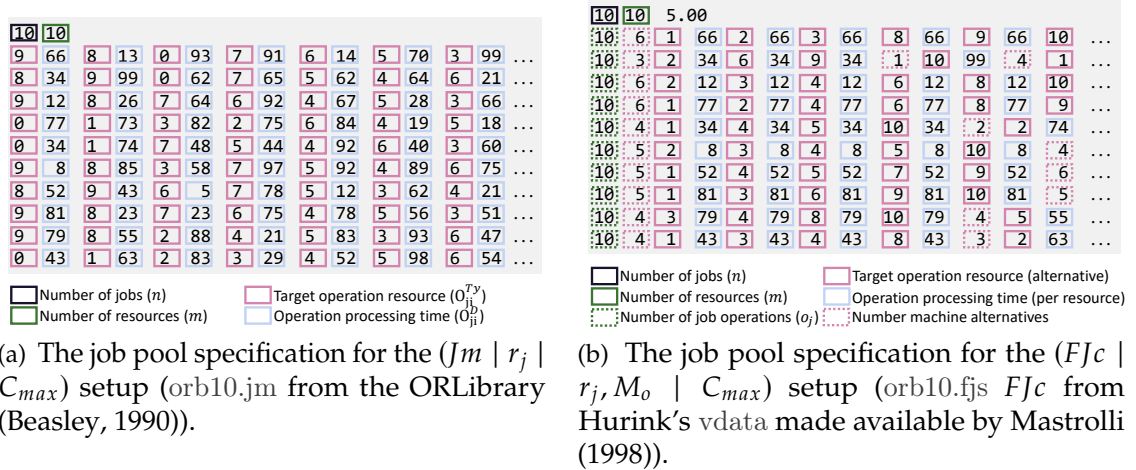 10 10
9 66 8 13 0 93 7 91 6 14 5 70 3 99 ...
8 34 9 99 0 62 7 65 5 62 4 64 6 21 ...
9 12 8 26 7 64 6 92 4 67 5 28 3 66 ...
0 77 1 73 3 82 2 75 6 84 4 19 5 18 ...
0 34 1 74 7 48 5 44 4 92 6 40 3 60 ...
9 8 8 85 3 58 7 97 5 92 4 89 6 75 ...
8 52 9 43 6 5 7 78 5 12 3 62 4 21 ...
9 81 8 23 7 23 6 75 4 78 5 56 3 51 ...
9 79 8 55 2 88 4 21 5 83 3 93 6 47 ...
0 43 1 63 2 83 3 29 4 52 5 98 6 54 ...
Number of jobs (n)
Number of resources (m)
Target operation resource (O_{ji}^{Ty})
Operation processing time (O_{ji}^{D})
(a) The job pool specification for the (Jm | r_j |
C_{max}) setup (orb10.jm from the ORLibrary
(Beasley, 1990)).
10 10 5.00
10 6 1 66 2 66 3 66 8 66 9 66 10 ...
10 3 2 34 6 34 9 34 1 10 99 4 1 ...
10 6 2 12 3 12 4 12 6 12 8 12 10 ...
10 6 1 77 2 77 4 77 6 77 8 77 9 ...
10 4 1 34 4 34 5 34 10 34 2 2 74 ...
10 5 2 8 3 8 4 8 5 8 10 8 4 ...
10 5 1 52 4 52 5 52 7 52 9 52 6 ...
10 5 1 81 3 81 6 81 9 81 10 81 5 ...
10 4 3 79 4 79 8 79 10 79 4 5 55 ...
10 4 1 43 3 43 4 43 8 43 3 2 63 ...
Number of jobs (n)
Number of resources (m)
Number of job operations (o_j)
Target operation resource (alternative)
Operation processing time (per resource)
Number machine alternatives
(b) The job pool specification for the (FJc |
r_j, M_o | C_{max}) setup (orb10.fjs FJc from
Hurink's vdata made available by Mastrolli
(1998)).